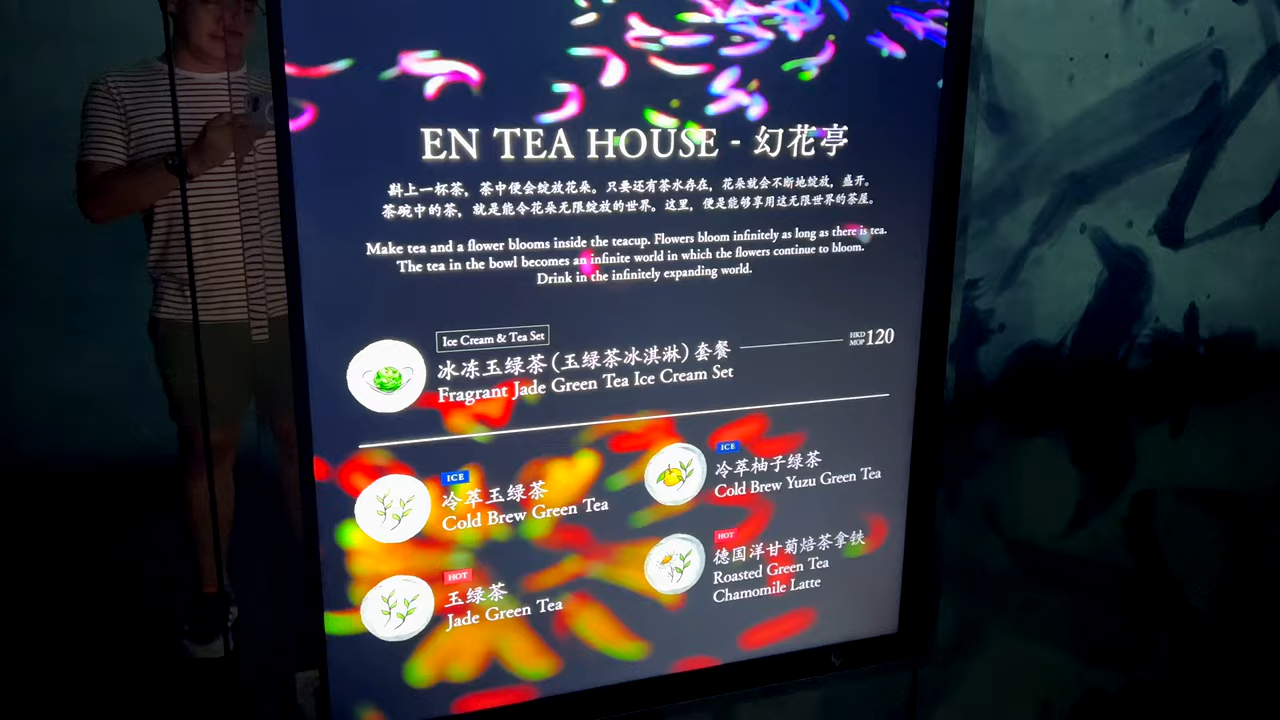 EN TEA HOUSE - 幻花亭
斟上一杯茶，茶中便会绽放花朵。只要还有茶水存在，花朵就会不断地绽放，盛开。
茶碗中的茶，就是能令花朵无限绽放的世界。这里，便是能够享用这无限世界的茶屋。
Make tea and a flower blooms inside the teacup. Flowers bloom infinitely as long as there is tea.
The tea in the bowl becomes an infinite world in which the flowers continue to bloom.
Drink in the infinitely expanding world.
Ice Cream & Tea Set
冰冻玉绿茶（玉绿茶冰淇淋）套餐
HKD
MOP 120
Fragrant Jade Green Tea Ice Cream Set
ICE
冷萃玉绿茶
Cold Brew Green Tea
ICE
冷萃柚子绿茶
Cold Brew Yuzu Green Tea
HOT
玉绿茶
Jade Green Tea
HOT
德国洋甘菊焙茶拿铁
Roasted Green Tea
Chamomile Latte